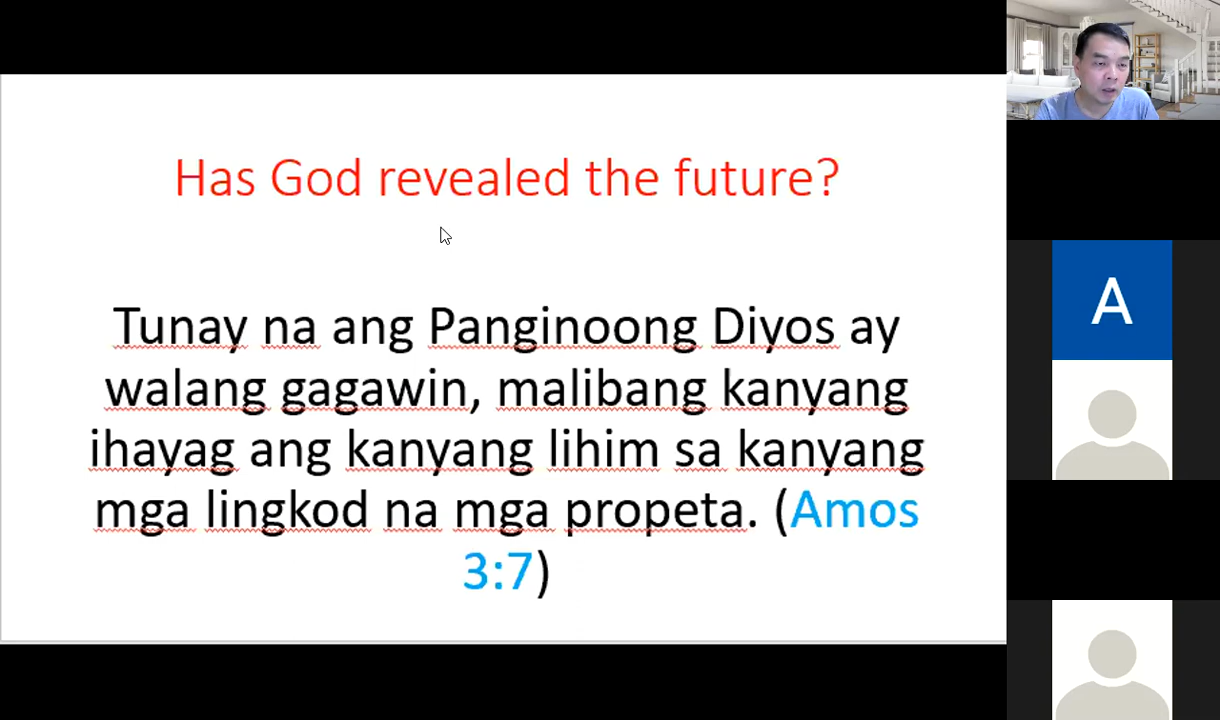 Has God revealed the future?
Tunay na ang Panginoong Diyos ay
walang gagawin, malibang kanyang
ihayag ang kanyang lihim sa kanyang
mga lingkod na mga propeta. (Amos
3:7)
A